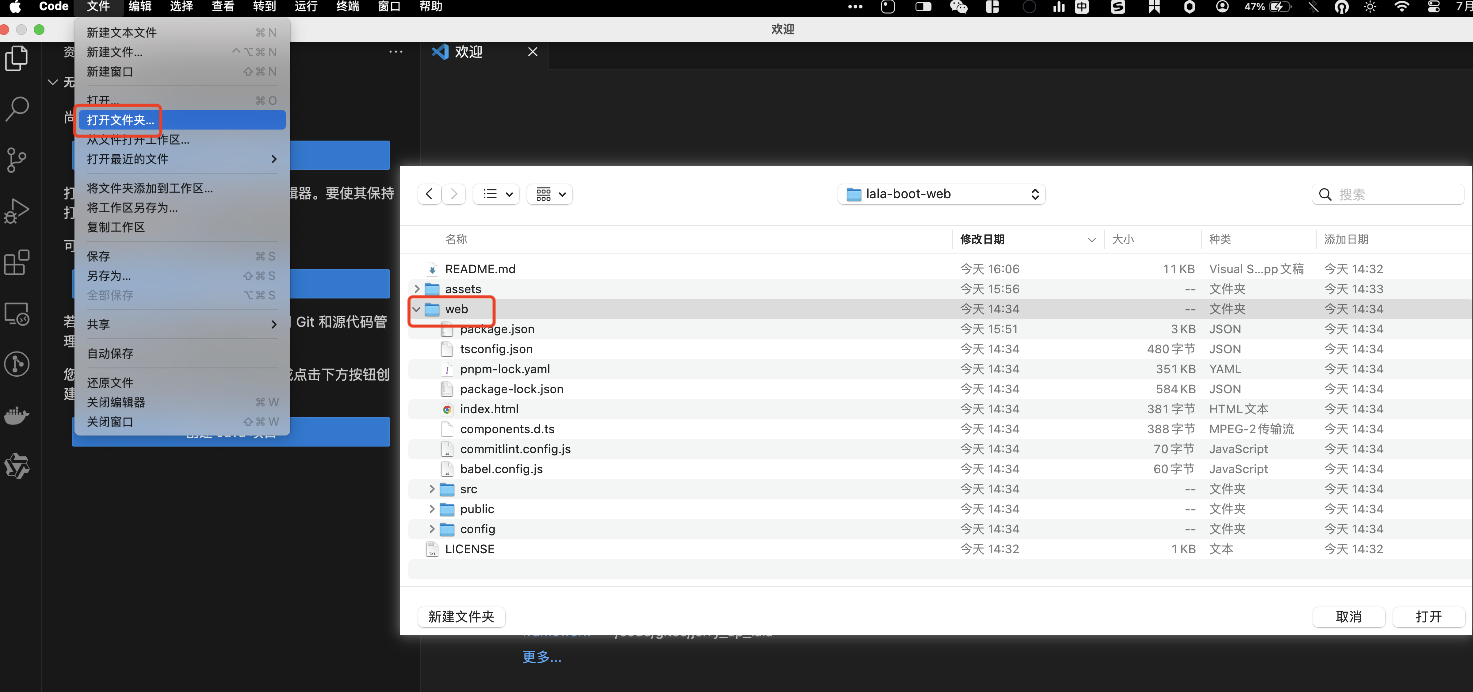 Code 文件 编辑 选择 查看 转到 运行 终端 窗口 帮助 ••• 中 S 47% 7月
欢迎
新建文本文件 ⌘ N
新建文件... ^⌥⌘ N
新建窗口 ⇧⌘ N
打开... ⌘ O
打开文件夹...
从文件打开工作区...
打开最近的文件
将文件夹添加到工作区...
将工作区另存为...
复制工作区
保存 ⌘ S
另存为... ⇧⌘ S
全部保存 ⌥⌘ S
共享
自动保存
还原文件
关闭编辑器 ⌘ W
关闭窗口 ⇧⌘ W
资
···
无
尚
打
辑器。要使其保持
打
可
若
Git 和源代码管
理
您
点击下方按钮创
建
欢迎
lala-boot-web
搜索
名称 修改日期 大小 种类 添加日期
README.md 今天 16:06 11 KB Visual S...pp 文稿 今天 14:32
assets 今天 15:56 -- 文件夹 今天 14:33
web 今天 14:34 -- 文件夹 今天 14:34
package.json 今天 15:51 3 KB JSON 今天 14:34
tsconfig.json 今天 14:34 480 字节 JSON 今天 14:34
pnpm-lock.yaml 今天 14:34 351 KB YAML 今天 14:34
package-lock.json 今天 14:34 584 KB JSON 今天 14:34
index.html 今天 14:34 381 字节 HTML 文本 今天 14:34
components.d.ts 今天 14:34 388 字节 MPEG-2 传输流 今天 14:34
commitlint.config.js 今天 14:34 70 字节 JavaScript 今天 14:34
babel.config.js 今天 14:34 60 字节 JavaScript 今天 14:34
src 今天 14:34 -- 文件夹 今天 14:34
public 今天 14:34 -- 文件夹 今天 14:34
config 今天 14:34 -- 文件夹 今天 14:34
LICENSE 今天 14:32 1 KB 文本 今天 14:32
新建文件夹 取消 打开
更多...